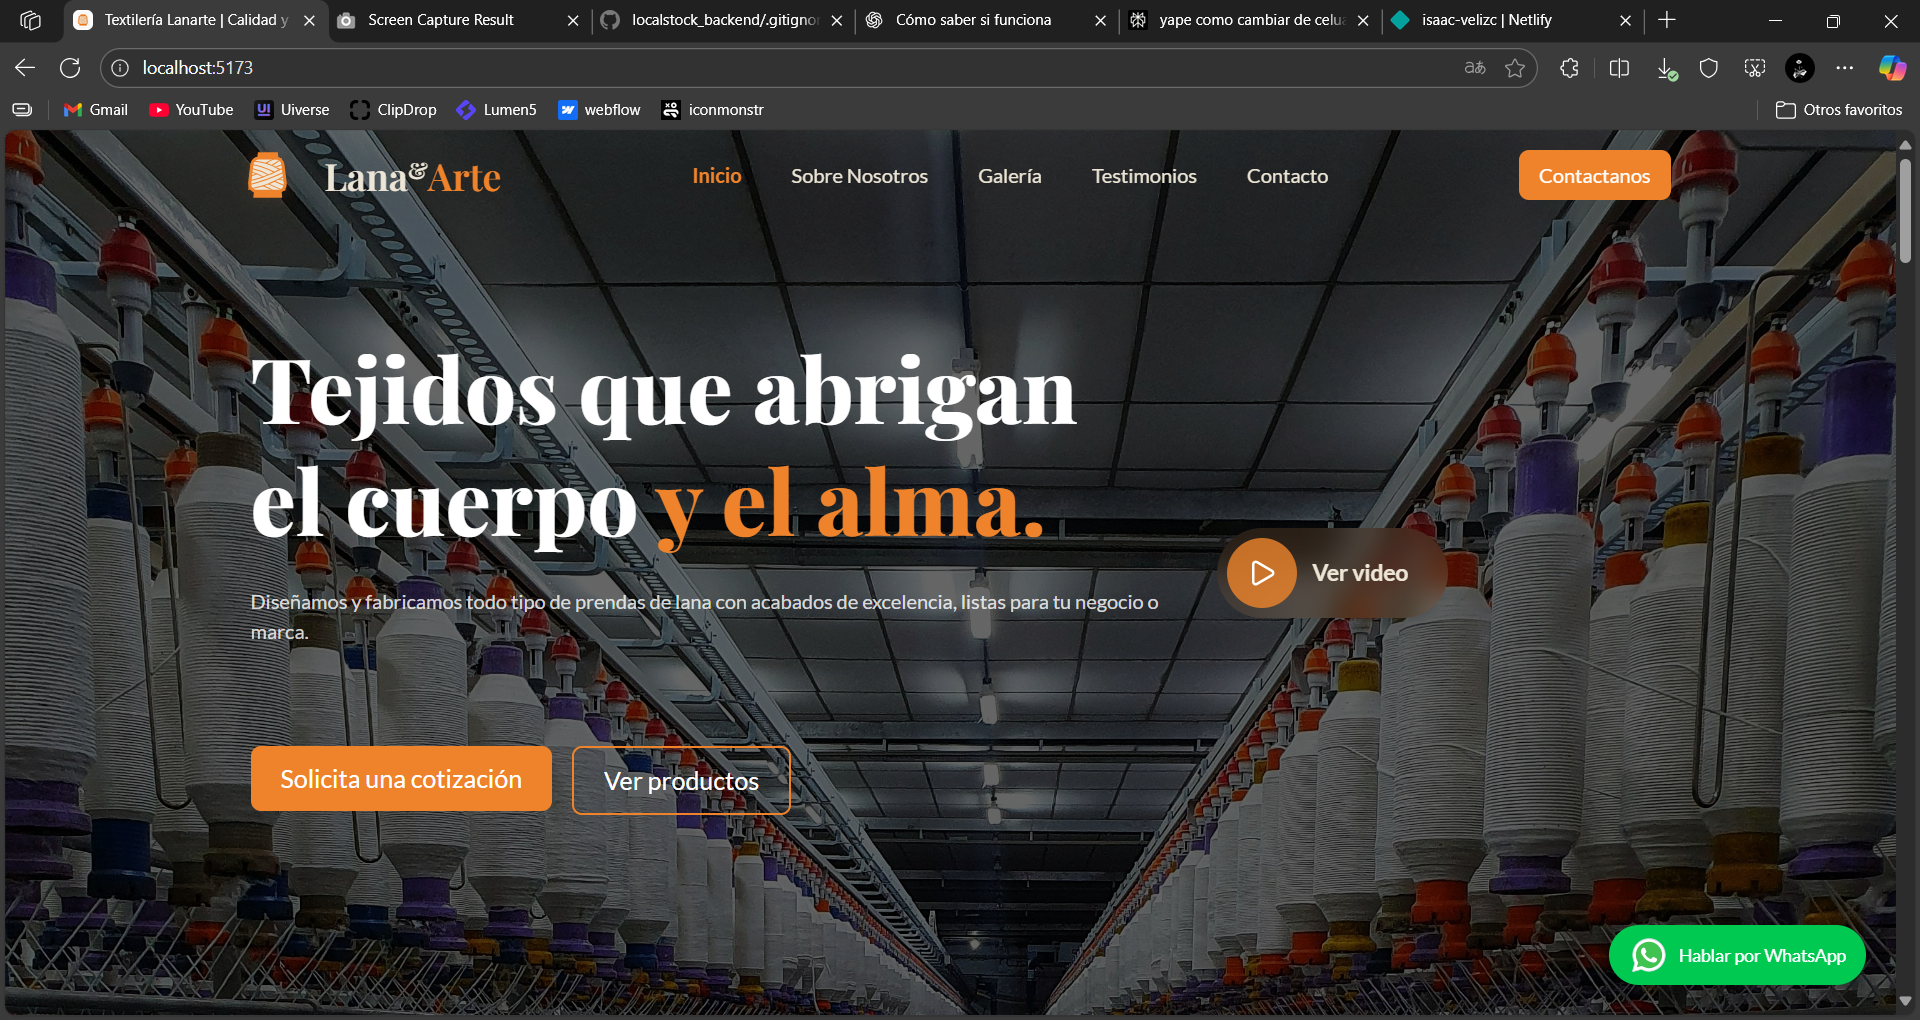 Textilería Lanarte | Calidad y
Screen Capture Result
localstock_backend/.gitignor
Cómo saber si funciona
yape como cambiar de celu
isaac-velizc | Netlify
localhost:5173
Gmail
YouTube
UI Uiverse
ClipDrop
Lumen5
webflow
iconmonstr
Otros favoritos
Lana&Arte
Inicio
Sobre Nosotros
Galería
Testimonios
Contacto
Contactanos
Tejidos que abrigan
el cuerpo y el alma.
Ver video
Diseñamos y fabricamos todo tipo de prendas de lana con acabados de excelencia, listas para tu negocio o
marca.
Solicita una cotización
Ver productos
Hablar por WhatsApp